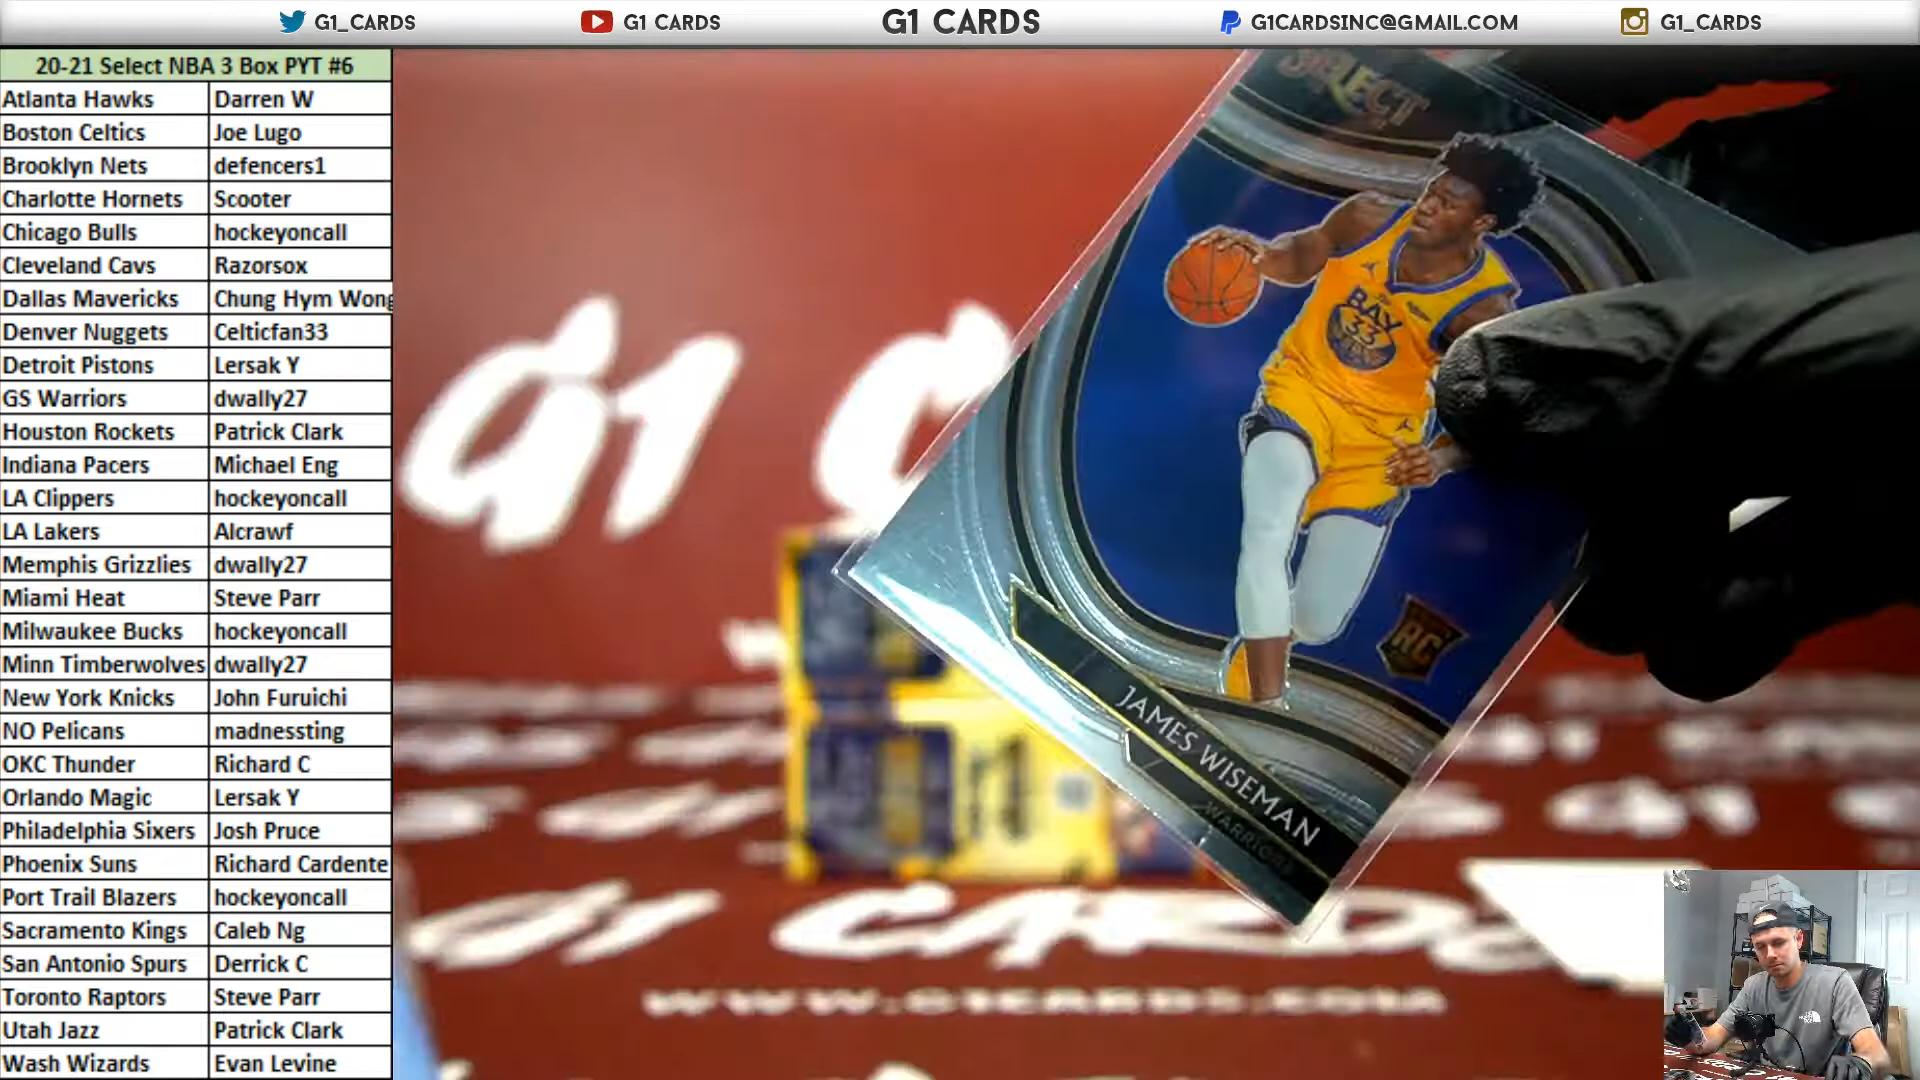 G1_CARDS G1 CARDS G1 CARDS G1CARDSINC@GMAIL.COM G1_CARDS
20-21 Select NBA 3 Box PYT #6
Atlanta Hawks Darren W
Boston Celtics Joe Lugo
Brooklyn Nets defencers1
Charlotte Hornets Scooter
Chicago Bulls hockeyoncall
Cleveland Cavs Razorsox
Dallas Mavericks Chung Hym Wong
Denver Nuggets Celticfan33
Detroit Pistons Lersak Y
GS Warriors dwally27
Houston Rockets Patrick Clark
Indiana Pacers Michael Eng
LA Clippers hockeyoncall
LA Lakers Alcrawf
Memphis Grizzlies dwally27
Miami Heat Steve Parr
Milwaukee Bucks hockeyoncall
Minn Timberwolves dwally27
New York Knicks John Furuichi
NO Pelicans madnessting
OKC Thunder Richard C
Orlando Magic Lersak Y
Philadelphia Sixers Josh Pruce
Phoenix Suns Richard Cardente
Port Trail Blazers hockeyoncall
Sacramento Kings Caleb Ng
San Antonio Spurs Derrick C
Toronto Raptors Steve Parr
Utah Jazz Patrick Clark
Wash Wizards Evan Levine
SELECT
BAY
33
RC
JAMES WISEMAN
WARRIORS
G1 C
G1 CARDS
WWW.G1CARDS.COM